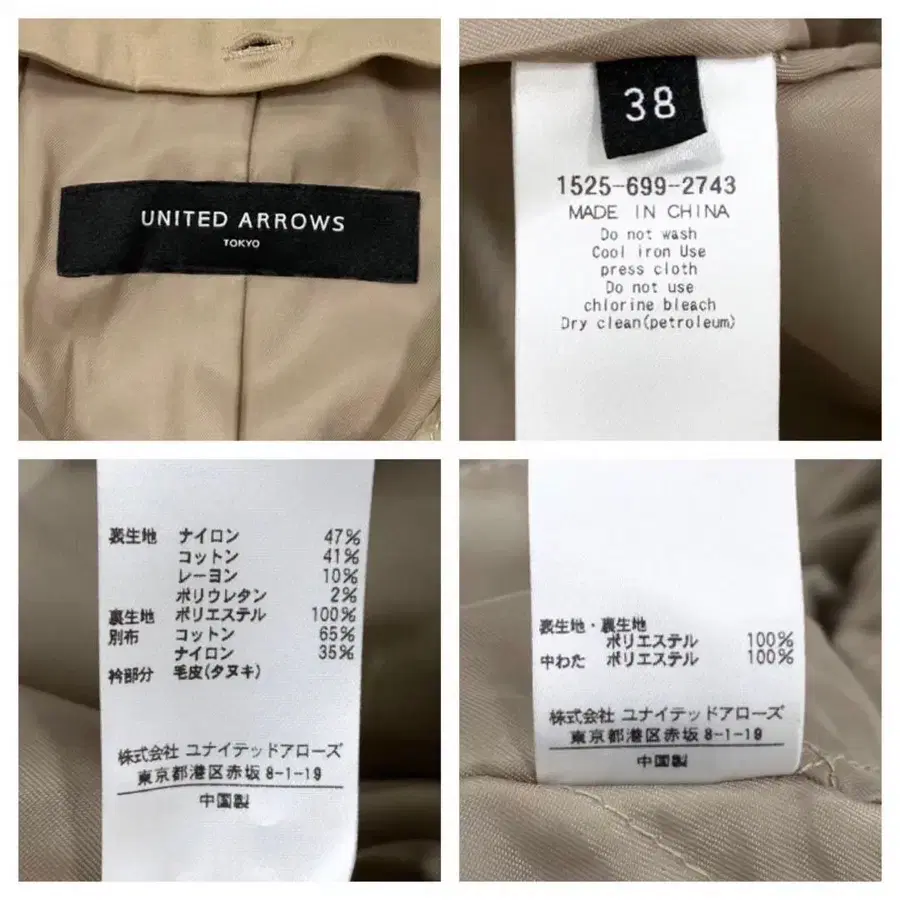 UNITED ARROWS
TOKYO
38
1525-699-2743
MADE IN CHINA
Do not wash
Cool iron Use
press cloth
Do not use
chlorine bleach
Dry clean(petroleum)
表生地 ナイロン 47%
コットン 41%
レーヨン 10%
ポリウレタン 2%
裏生地 ポリエステル 100%
別布 コットン 65%
ナイロン 35%
衿部分 毛皮(タヌキ)
株式会社 ユナイテッドアローズ
東京都港区赤坂8-1-19
中国製
表生地・裏生地
ポリエステル 100%
中わた ポリエステル 100%
株式会社 ユナイテッドアローズ
東京都港区赤坂8-1-19
中国製